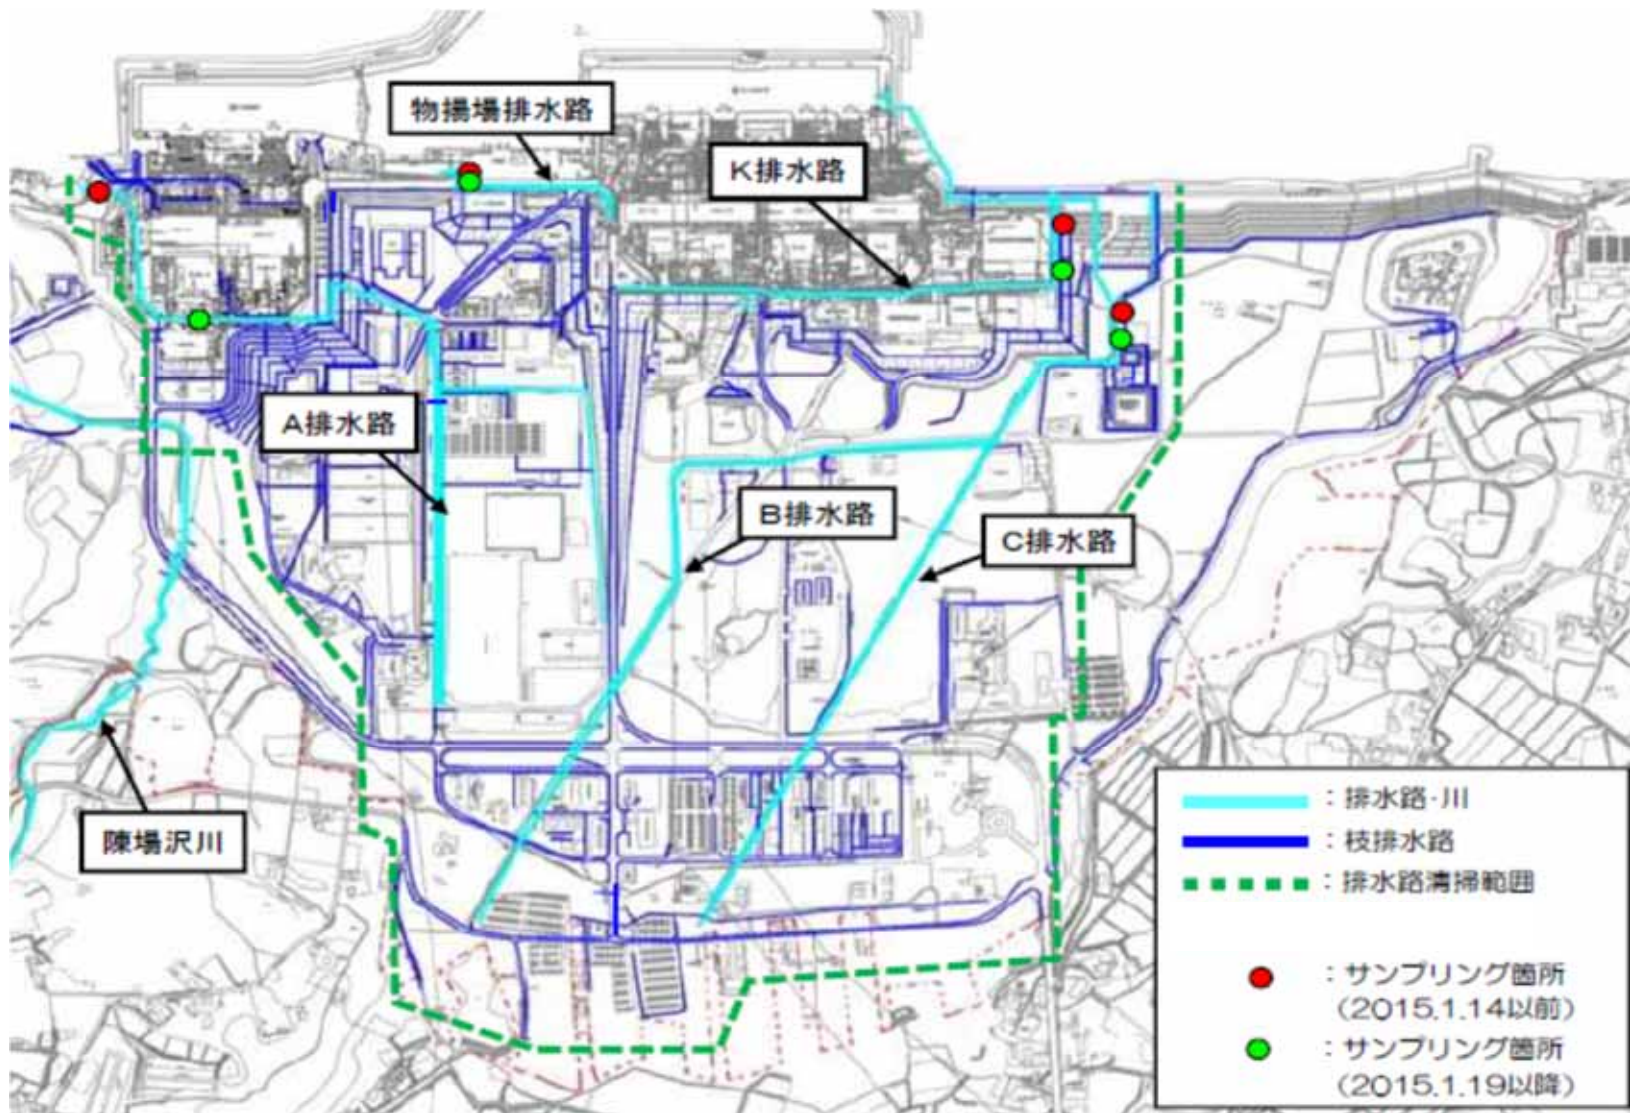 物揚場排水路
K排水路
A排水路
B排水路
C排水路
陳場沢川
：排水路・川
：枝排水路
：排水路清掃範囲
：サンプリング箇所
（2015.1.14以前）
：サンプリング箇所
（2015.1.19以降）